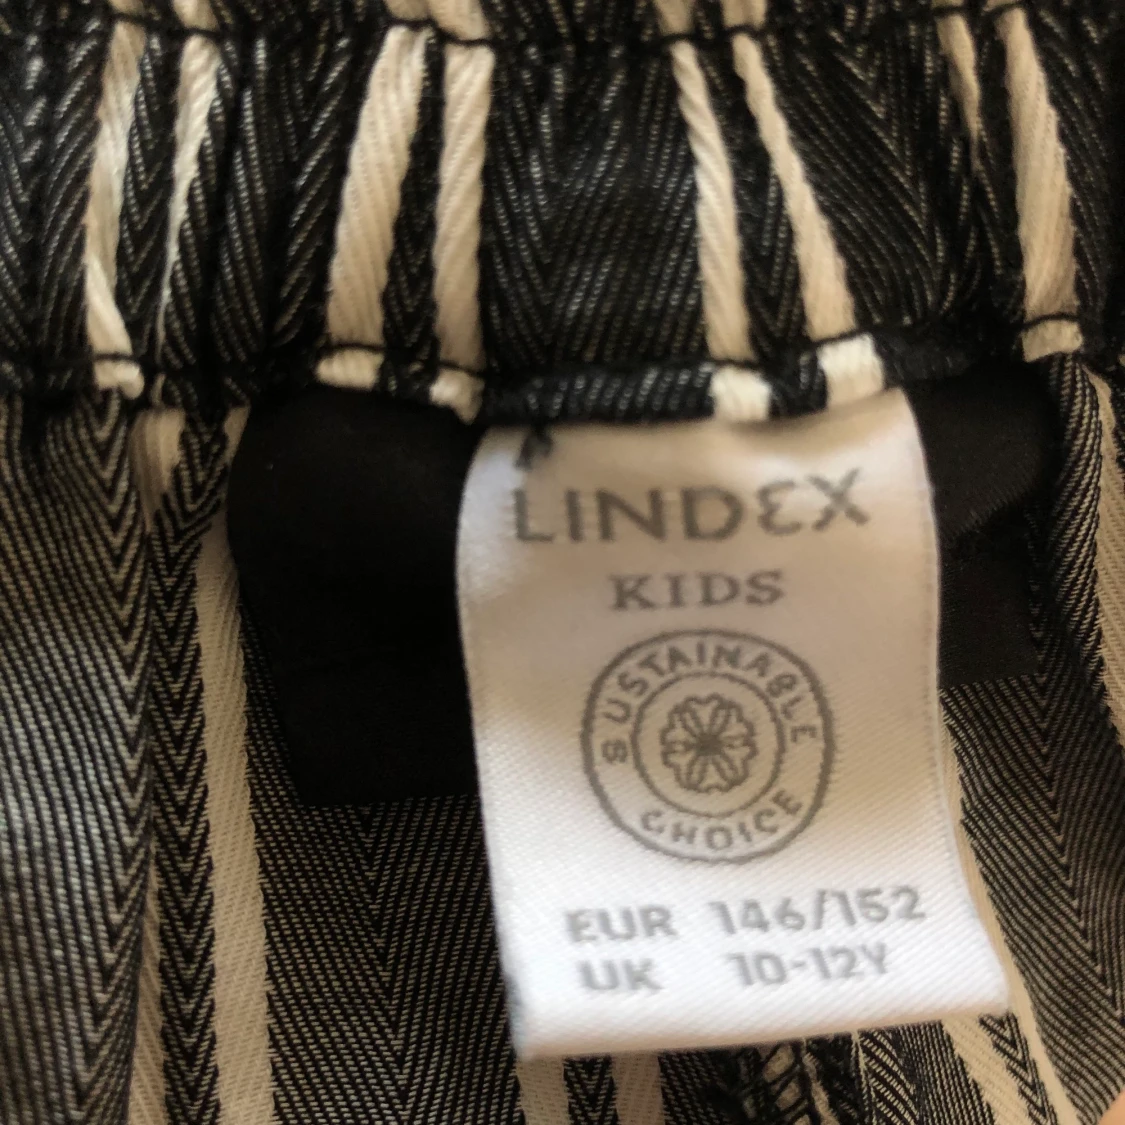 LINDEX
KIDS
SUSTAINABLE
CHOICE
EUR 146/152
UK 10-12Y